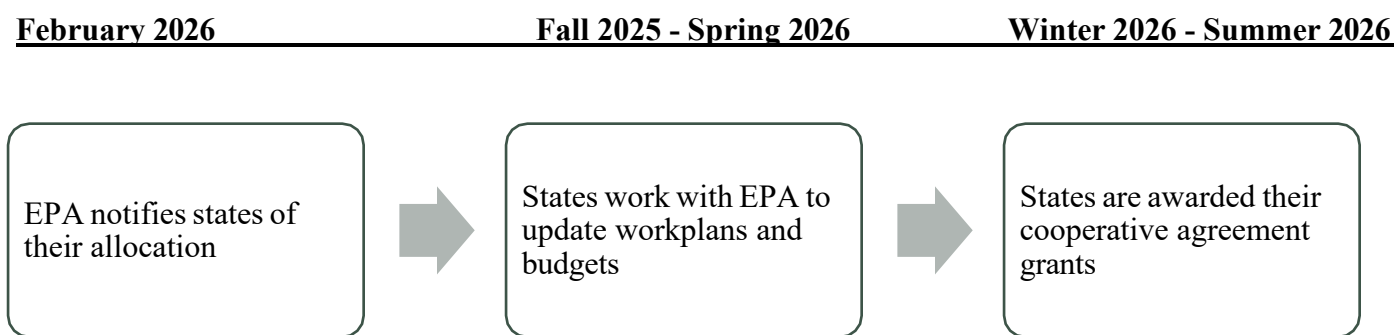 February 2026
Fall 2025 - Spring 2026
Winter 2026 - Summer 2026
EPA notifies states of
their allocation
States work with EPA to
update workplans and
budgets
States are awarded their
cooperative agreement
grants